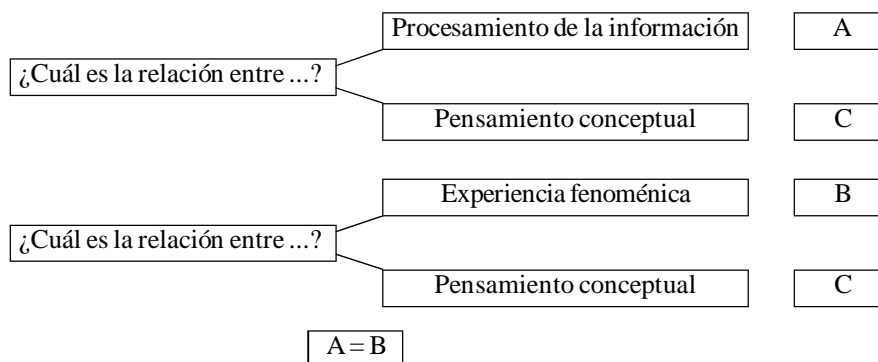 Procesamiento de la información A
¿Cuál es la relación entre ...?
Pensamiento conceptual C
Experiencia fenoménica B
¿Cuál es la relación entre ...?
Pensamiento conceptual C
A = B